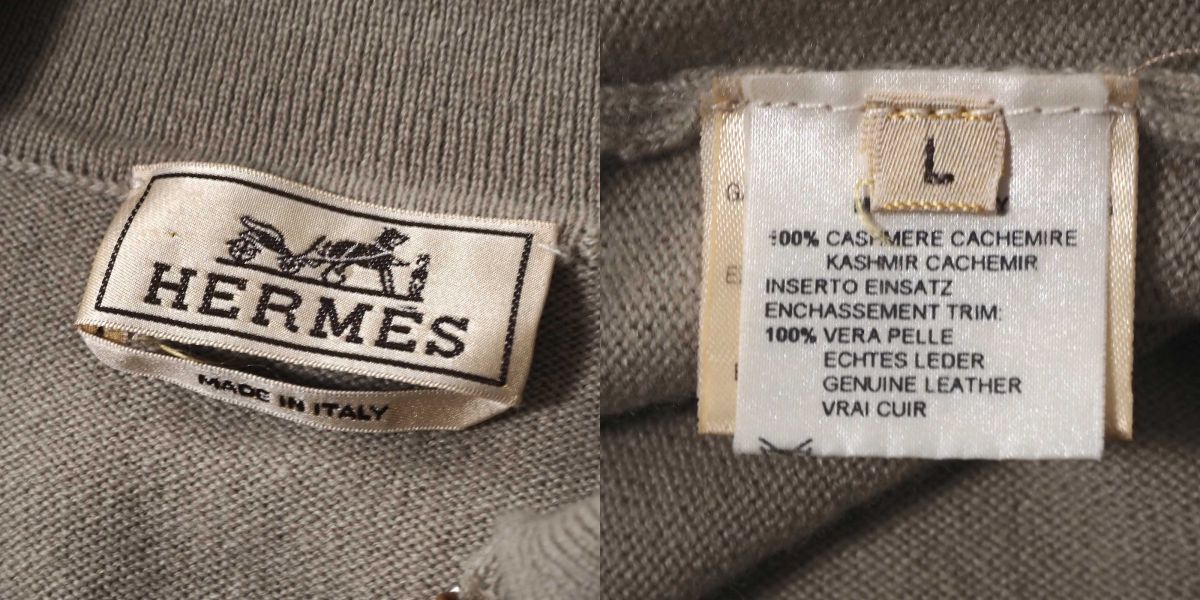 HERMES
MADE IN ITALY
L
100% CASHMERE CACHEMIRE
KASHMIR CACHEMIR
INSERTO EINSATZ
ENCHASSEMENT TRIM:
100% VERA PELLE
ECHTES LEDER
GENUINE LEATHER
VRAI CUIR